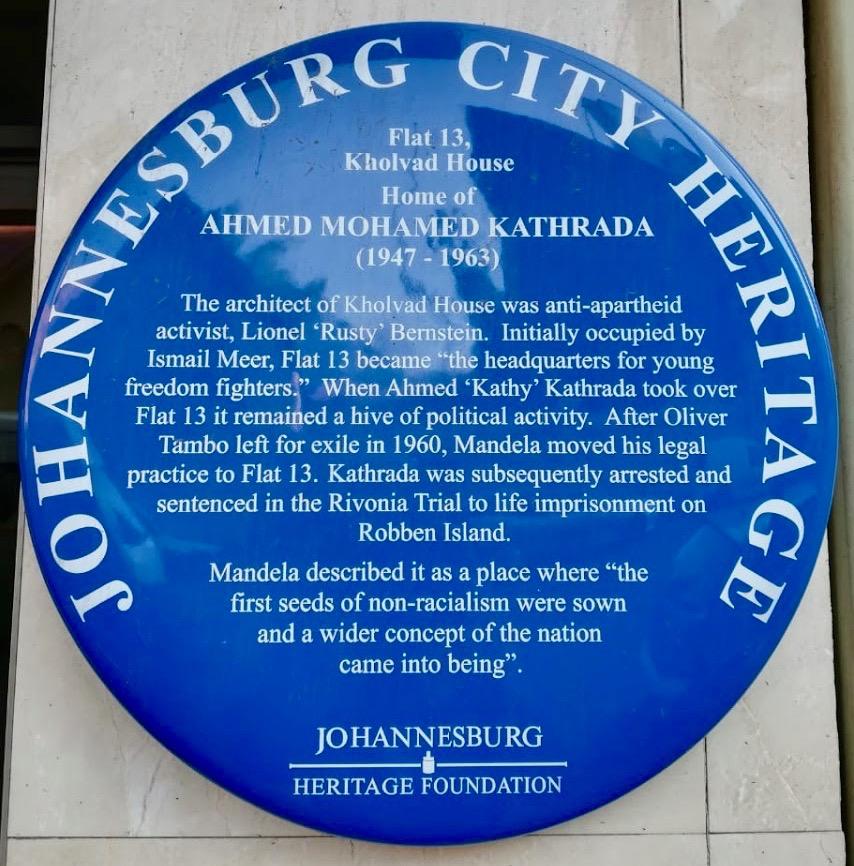 JOHANNESBURG CITY HERITAGE
Flat 13,
Kholvad House
Home of
AHMED MOHAMED KATHRADA
(1947 - 1963)
The architect of Kholvad House was anti-apartheid
activist, Lionel ‘Rusty’ Bernstein. Initially occupied by
Ismail Meer, Flat 13 became “the headquarters for young
freedom fighters.” When Ahmed ‘Kathy’ Kathrada took over
Flat 13 it remained a hive of political activity. After Oliver
Tambo left for exile in 1960, Mandela moved his legal
practice to Flat 13. Kathrada was subsequently arrested and
sentenced in the Rivonia Trial to life imprisonment on
Robben Island.
Mandela described it as a place where “the
first seeds of non-racialism were sown
and a wider concept of the nation
came into being”.
JOHANNESBURG
HERITAGE FOUNDATION